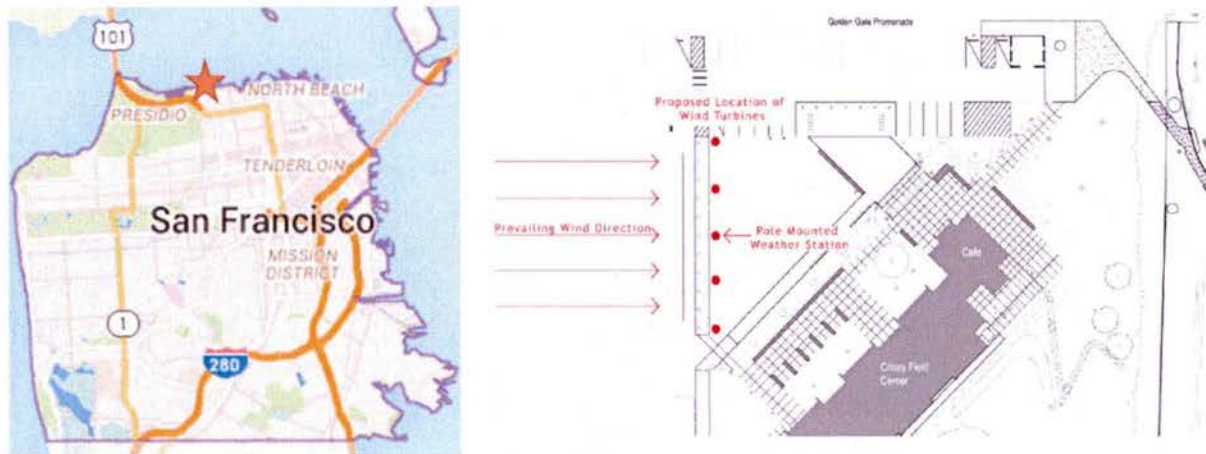 101
NORTH BEACH
PRESIDIO
TENDERLOIN
San Francisco
MISSION
DISTRICT
1
280
Golden Gate Promenade
Proposed Location of
Wind Turbines
Prevailing Wind Direction
Pole Mounted
Weather Station
Cafe
Crissy Field
Center